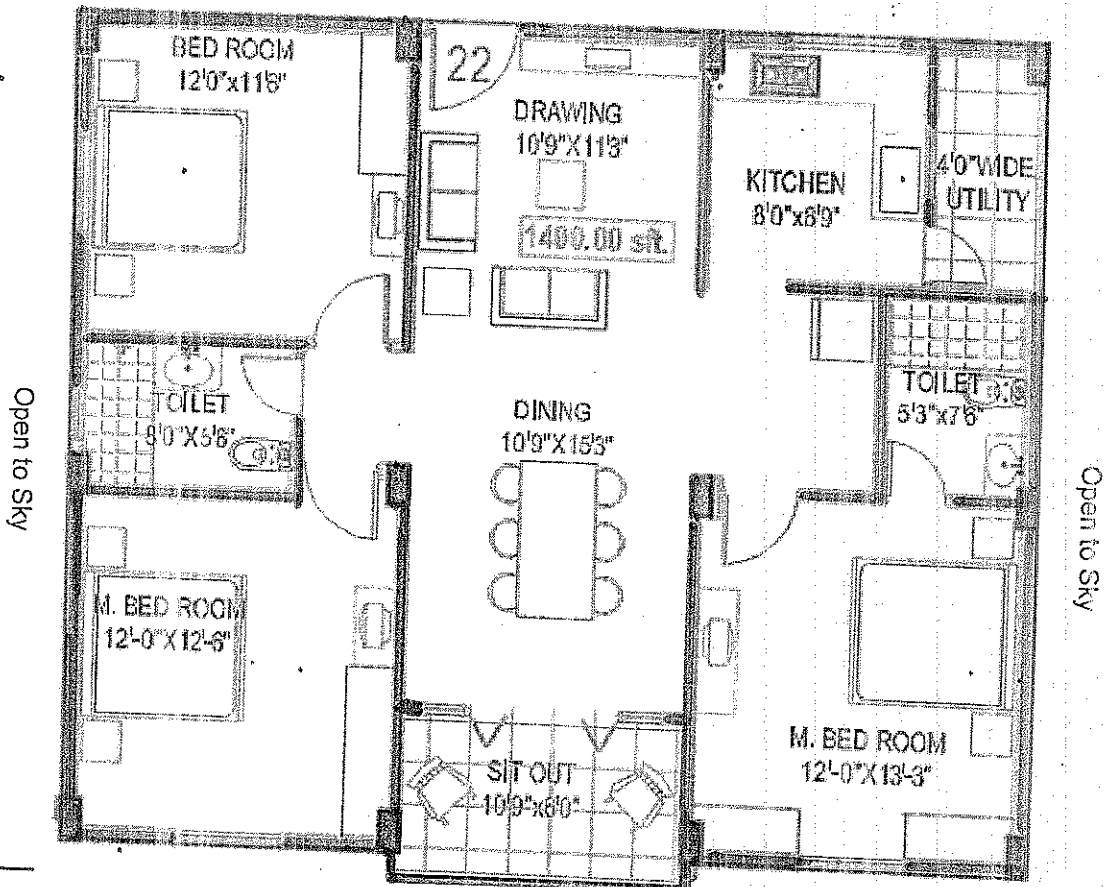 BED ROOM
12'0"x11'6"
22
DRAWING
10'9"X11'3"
1400.00 sft.
KITCHEN
8'0"x8'9"
4'0"WIDE
UTILITY
TOILET
8'0"X5'6"
DINING
10'9"X15'3"
TOILET
5'3"x7'6"
M. BED ROOM
12'-0"X12'-6"
SIT OUT
10'9"x6'0"
M. BED ROOM
12'-0"X13'-3"
Open to Sky
Open to Sky